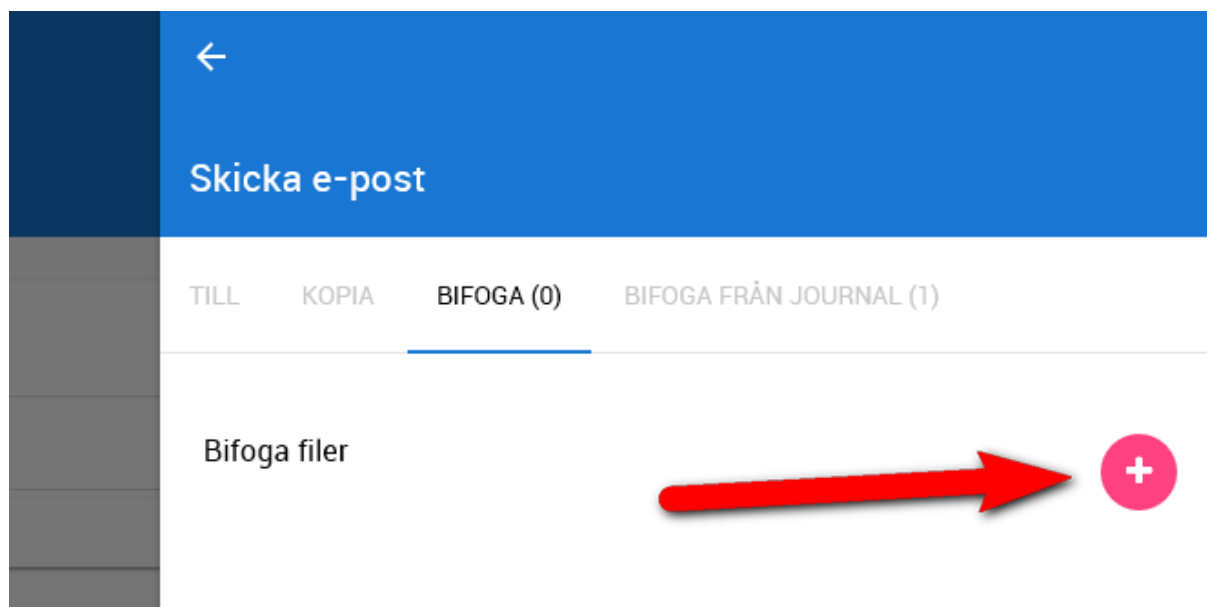 Skicka e-post
TILL KOPIA BIFOGA (0) BIFOGA FRÅN JOURNAL (1)
Bifoga filer